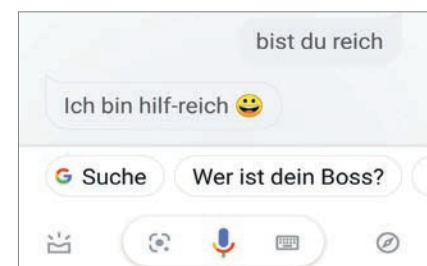 bist du reich
Ich bin hilf-reich 😀
G Suche Wer ist dein Boss?